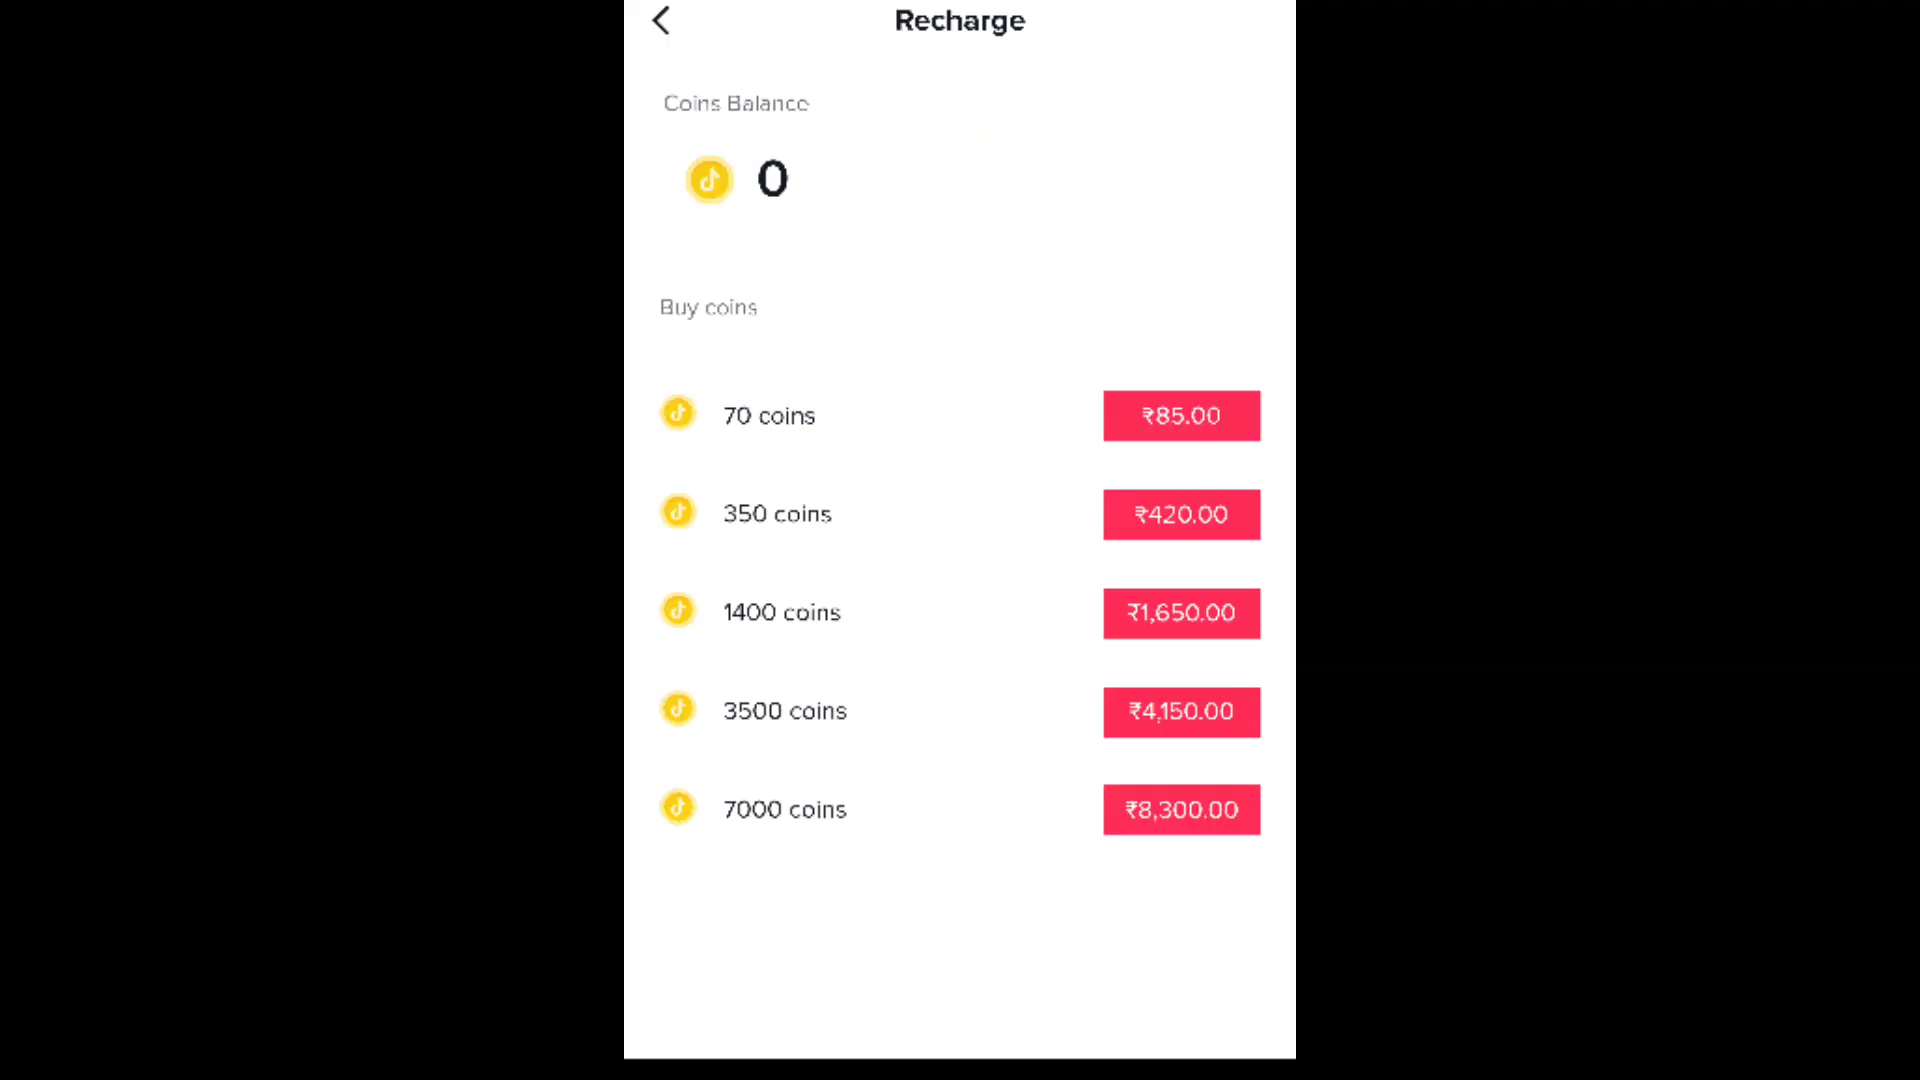 Recharge
Coins Balance
0
Buy coins
70 coins ₹85.00
350 coins ₹420.00
1400 coins ₹1,650.00
3500 coins ₹4,150.00
7000 coins ₹8,300.00